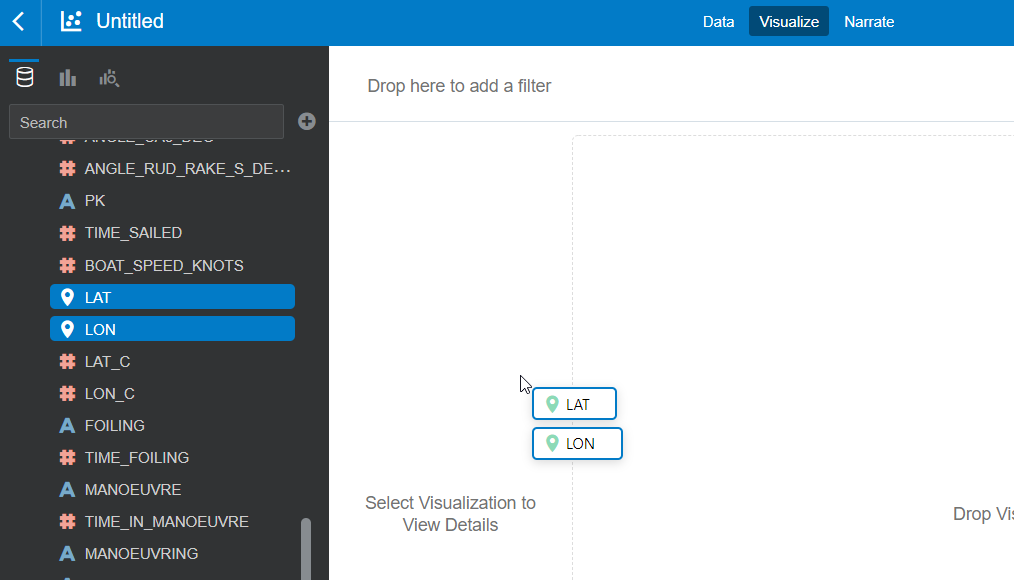 Untitled
Data Visualize Narrate
Drop here to add a filter
Search
ANGLE_RUD_RAKE_S_DE...
PK
TIME_SAILED
BOAT_SPEED_KNOTS
LAT
LON
LAT_C
LON_C
FOILING
TIME_FOILING
MANOEUVRE
TIME_IN_MANOEUVRE
MANOEUVRING
LAT
LON
Select Visualization to
View Details
Drop Vis